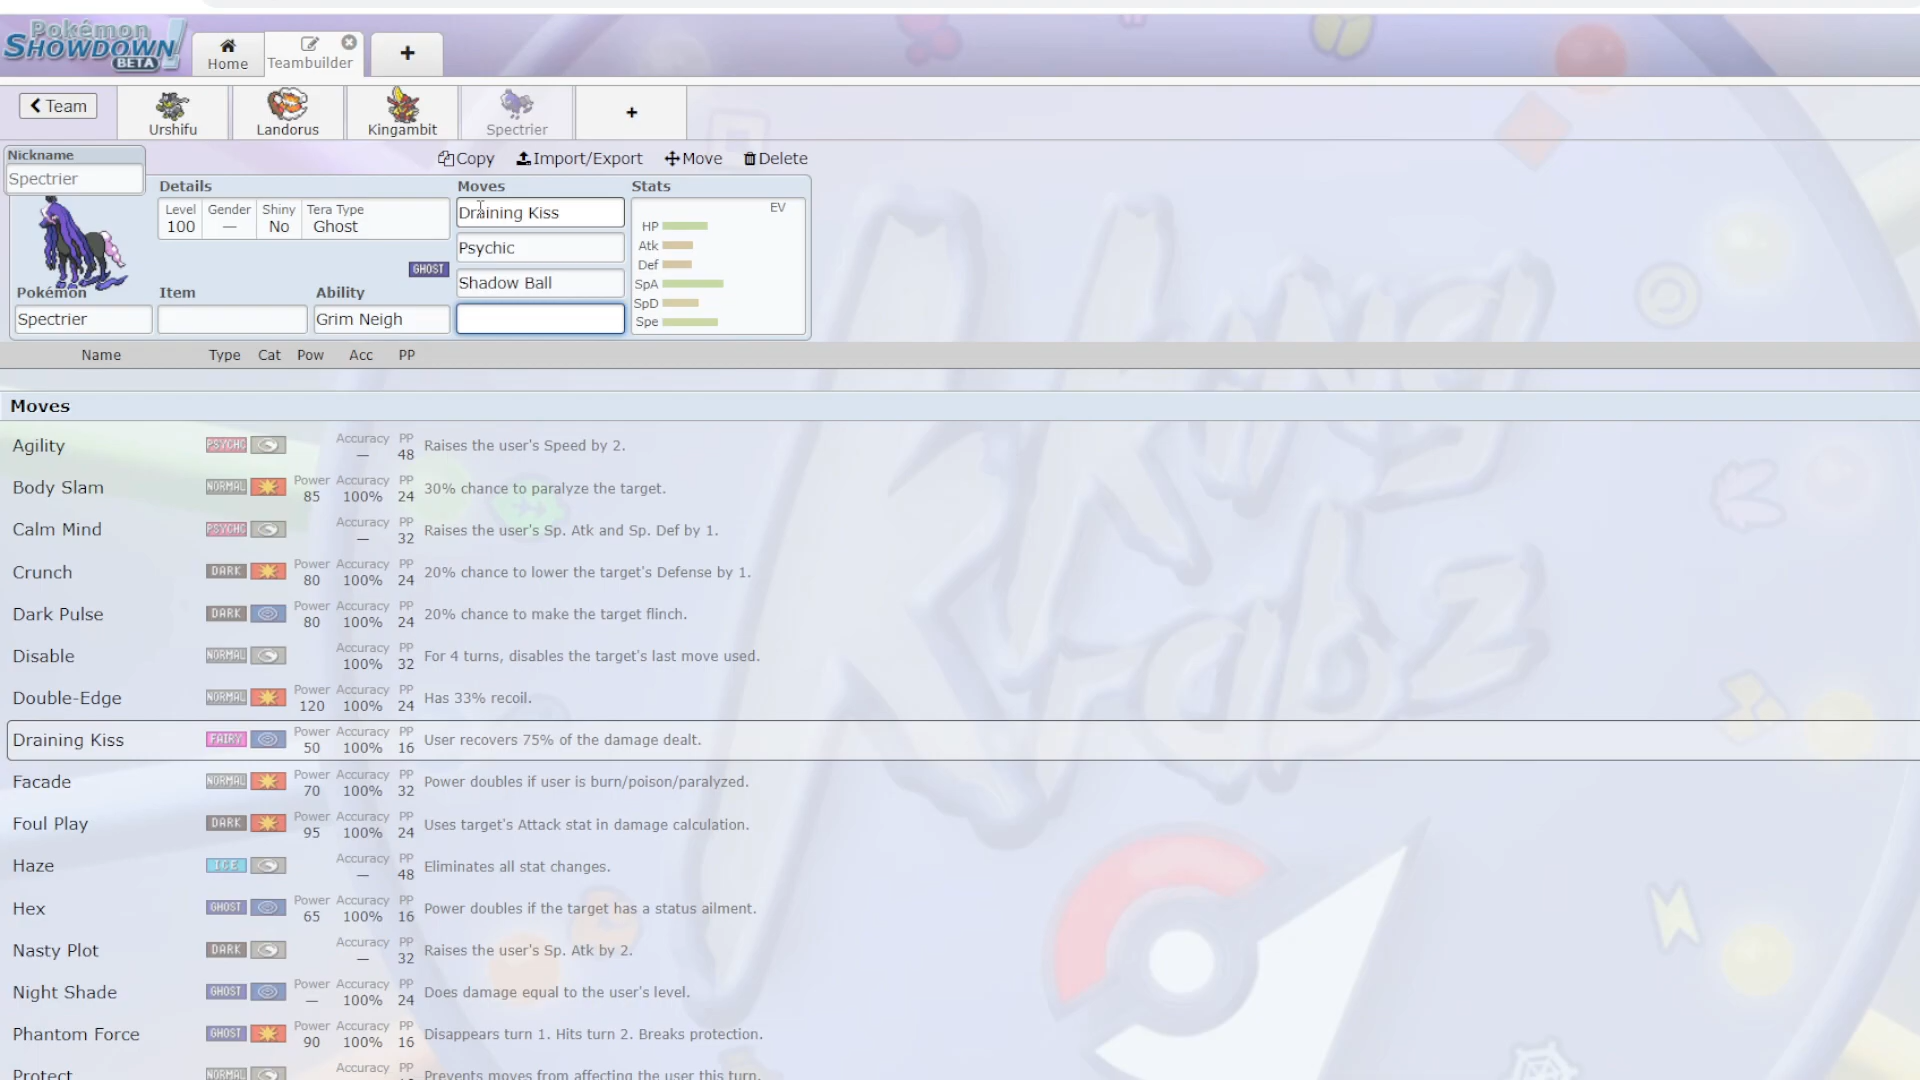 Pokémon
SHOWDOWN!
BETA
Home
Teambuilder
+
Team
Urshifu
Landorus
Kingambit
Spectrier
+
Nickname
Spectrier
Copy
Import/Export
Move
Delete
Details
Moves
Stats
Level
100
Gender
—
Shiny
No
Tera Type
Ghost
Draining Kiss
Psychic
Shadow Ball
EV
HP
Atk
Def
SpA
SpD
Spe
GHOST
Pokémon
Spectrier
Item
Ability
Grim Neigh
Name Type Cat Pow Acc PP
Moves
Agility PSYCHC Accuracy — PP 48 Raises the user's Speed by 2.
Body Slam NORMAL Power 85 Accuracy 100% PP 24 30% chance to paralyze the target.
Calm Mind PSYCHC Accuracy — PP 32 Raises the user's Sp. Atk and Sp. Def by 1.
Crunch DARK Power 80 Accuracy 100% PP 24 20% chance to lower the target's Defense by 1.
Dark Pulse DARK Power 80 Accuracy 100% PP 24 20% chance to make the target flinch.
Disable NORMAL Accuracy 100% PP 32 For 4 turns, disables the target's last move used.
Double-Edge NORMAL Power 120 Accuracy 100% PP 24 Has 33% recoil.
Draining Kiss FAIRY Power 50 Accuracy 100% PP 16 User recovers 75% of the damage dealt.
Facade NORMAL Power 70 Accuracy 100% PP 32 Power doubles if user is burn/poison/paralyzed.
Foul Play DARK Power 95 Accuracy 100% PP 24 Uses target's Attack stat in damage calculation.
Haze ICE Accuracy — PP 48 Eliminates all stat changes.
Hex GHOST Power 65 Accuracy 100% PP 16 Power doubles if the target has a status ailment.
Nasty Plot DARK Accuracy — PP 32 Raises the user's Sp. Atk by 2.
Night Shade GHOST Power — Accuracy 100% PP 24 Does damage equal to the user's level.
Phantom Force GHOST Power 90 Accuracy 100% PP 16 Disappears turn 1. Hits turn 2. Breaks protection.
Protect NORMAL Accuracy PP Prevents moves from affecting the user this turn.